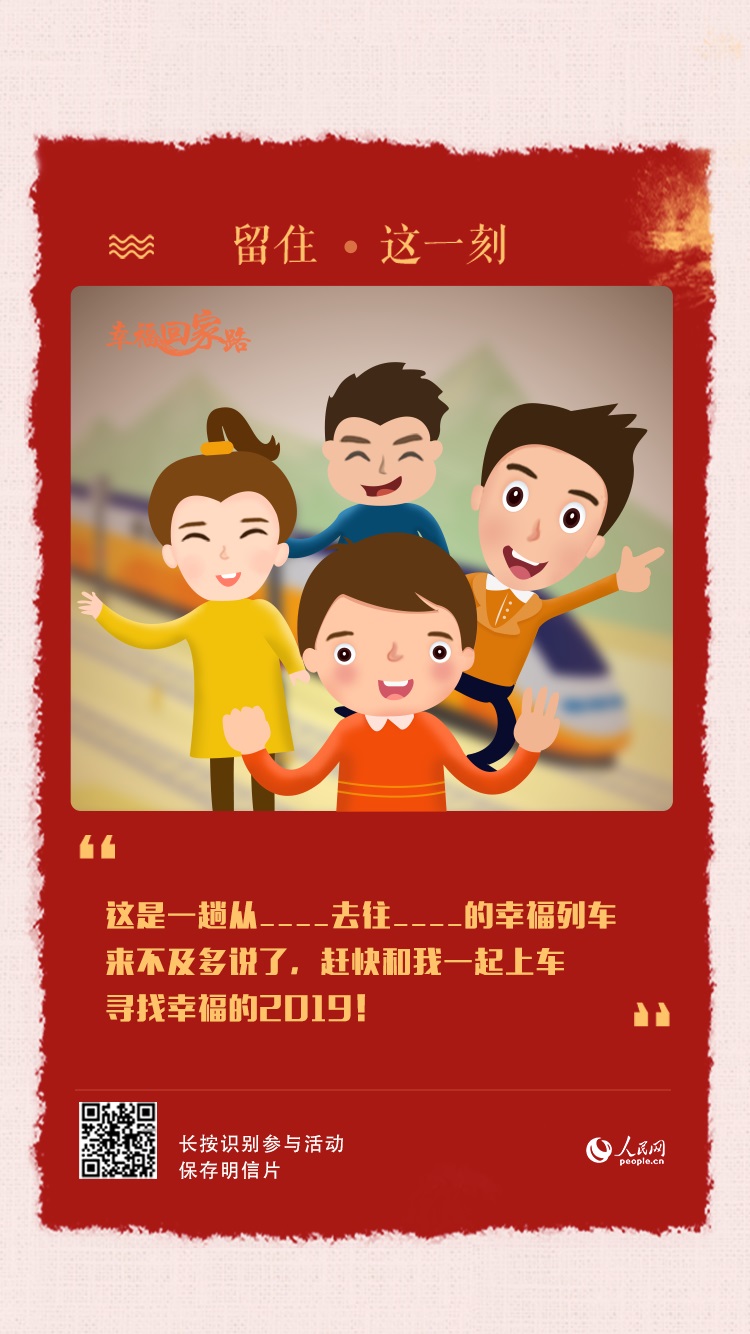 留住·这一刻
幸福回家路
这是一趟从____去往____的幸福列车
来不及多说了，赶快和我一起上车
寻找幸福的2019！
长按识别参与活动
保存明信片
人民网
people.cn